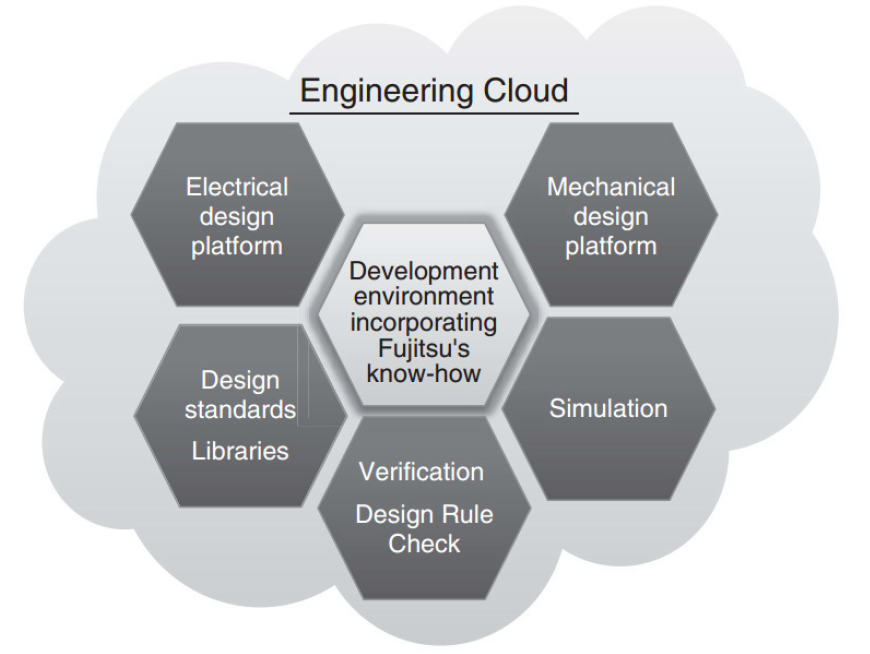 Engineering Cloud
Electrical
design
platform
Mechanical
design
platform
Development
environment
incorporating
Fujitsu's
know-how
Design
standards
Libraries
Simulation
Verification
Design Rule
Check